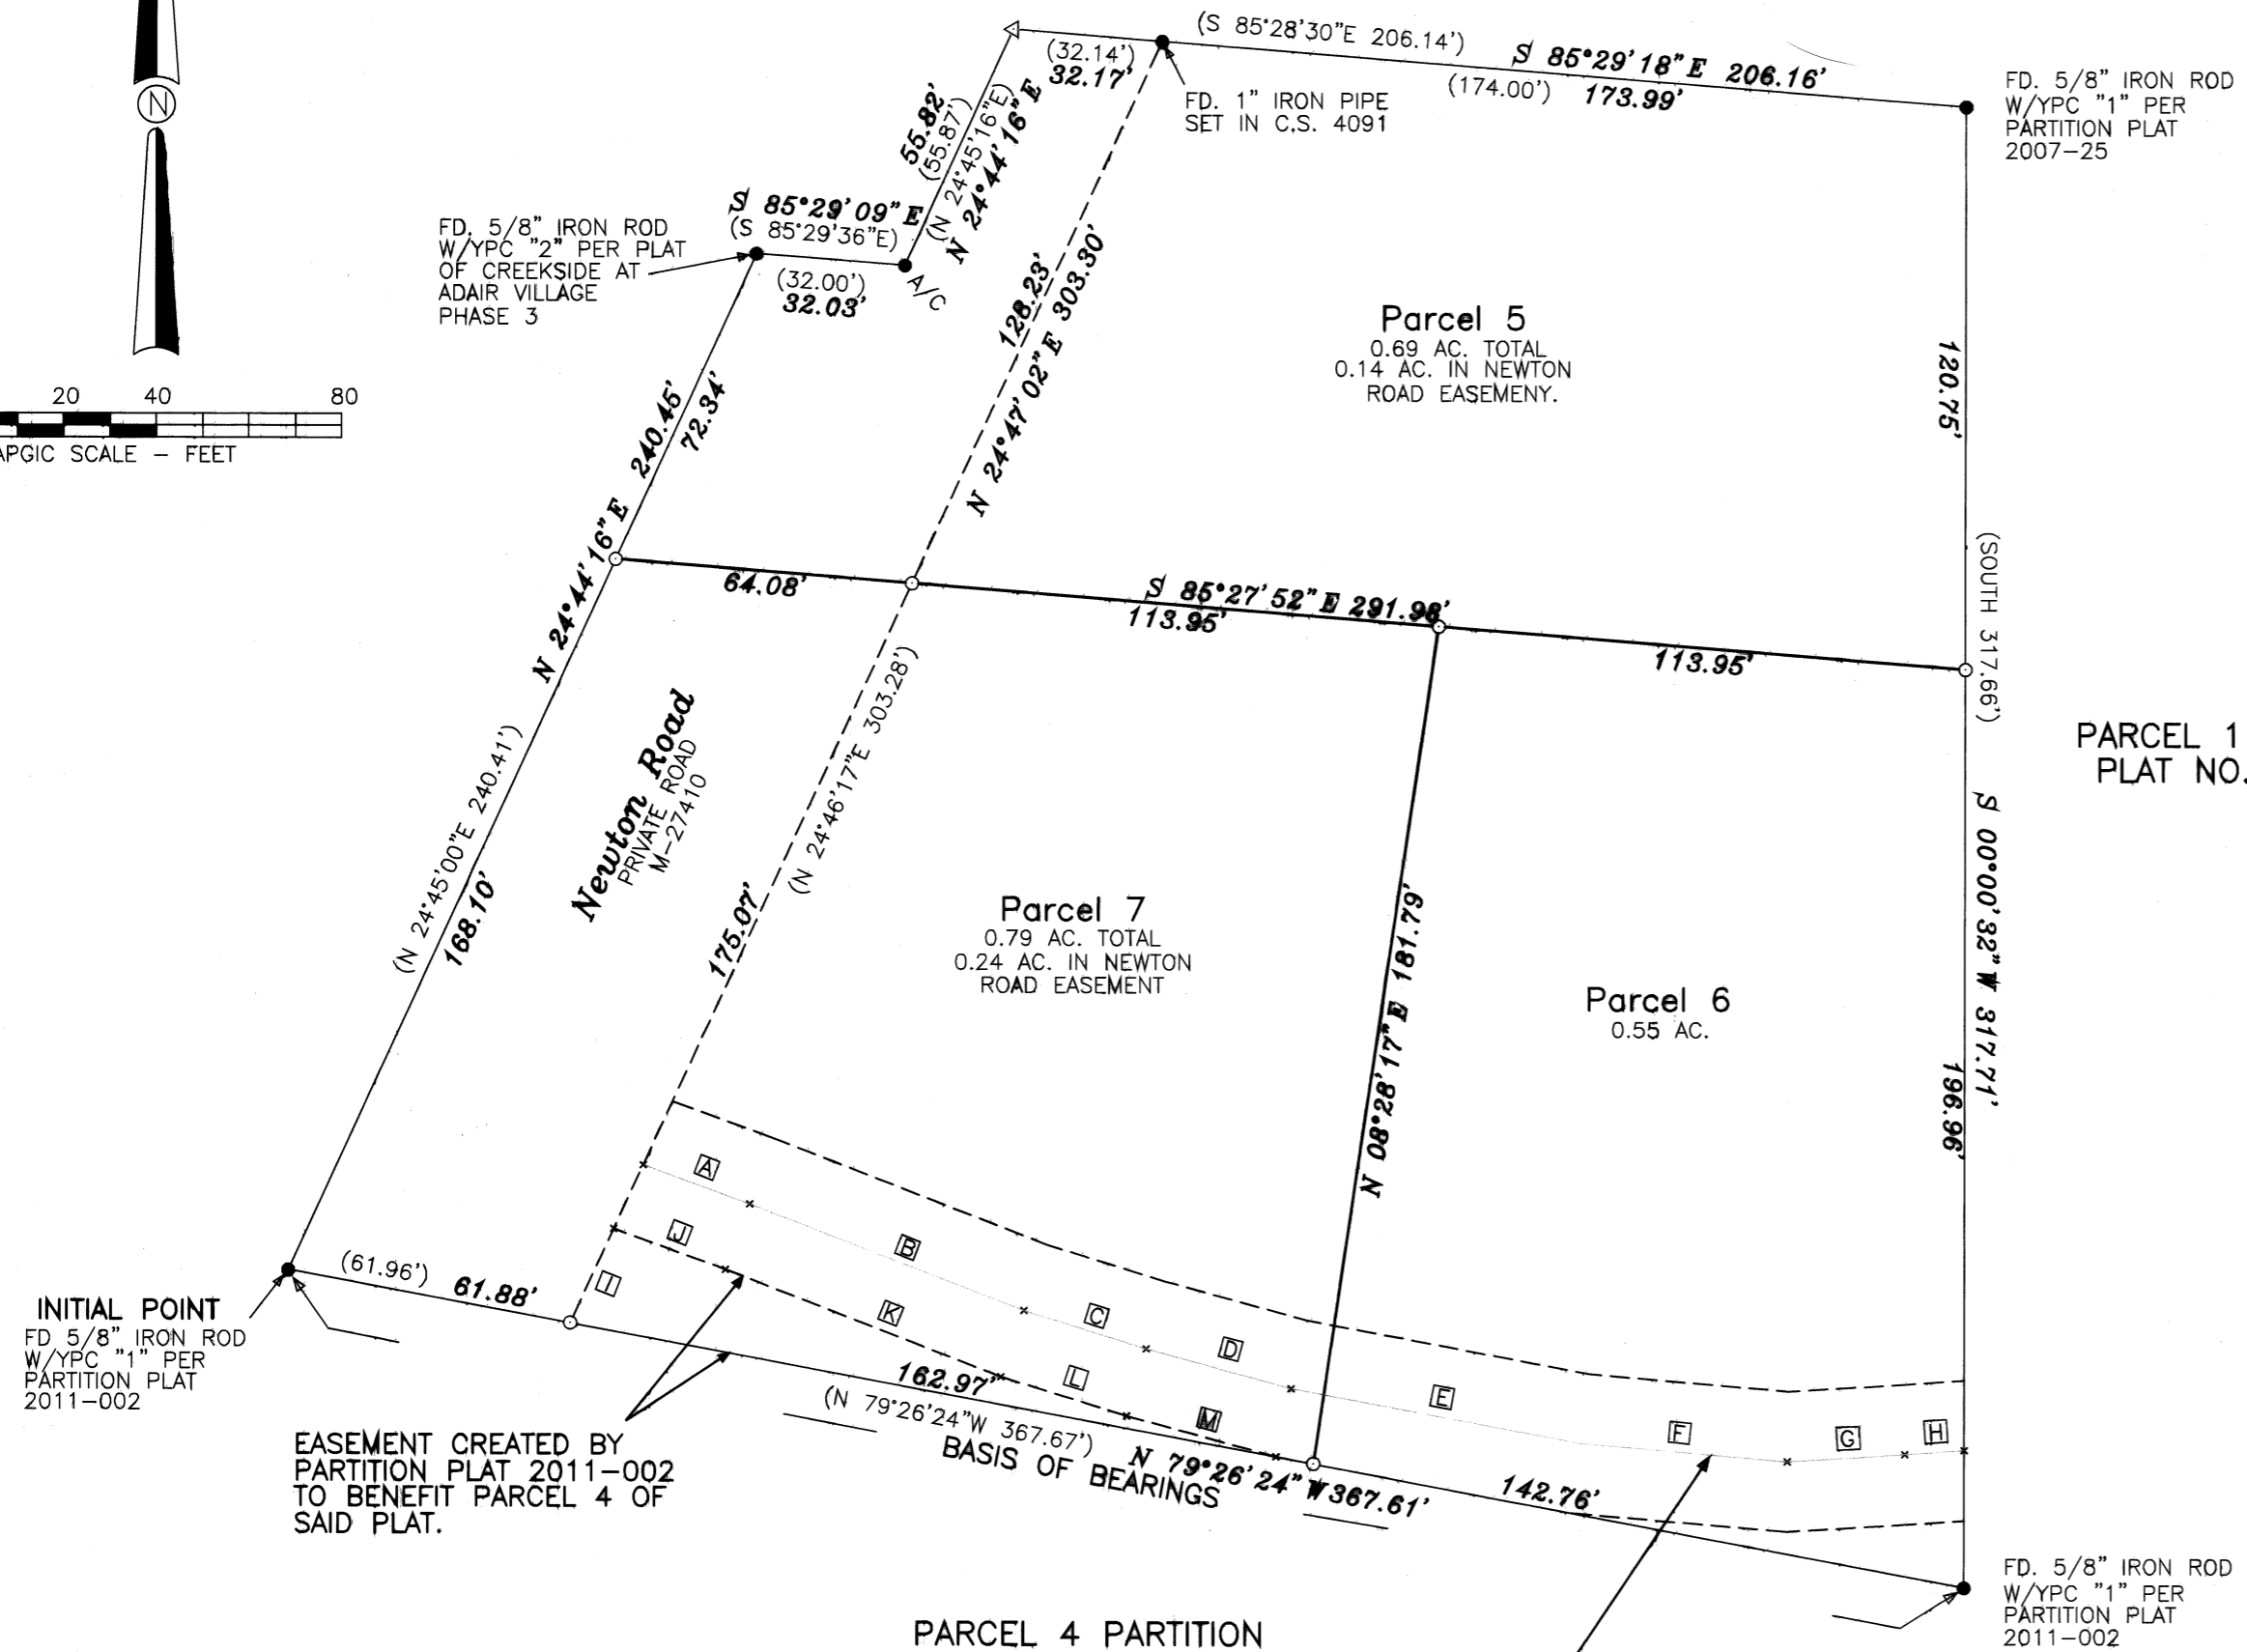 N
20 40 80
APGIC SCALE – FEET
(S 85°28'30"E 206.14')
S 85°29'18"E 206.16'
(174.00') 173.99'
(32.14')
32.17'
FD. 1" IRON PIPE
SET IN C.S. 4091
FD. 5/8" IRON ROD
W/YPC "1" PER
PARTITION PLAT
2007-25
55.82'
(55.87')
(N 24°45'16"E)
N 24°44'16"E
S 85°29'09"E
(S 85°29'36"E)
(32.00')
32.03'
A/C
FD. 5/8" IRON ROD
W/YPC "2" PER PLAT
OF CREEKSIDE AT
ADAIR VILLAGE
PHASE 3
128.23'
N 24°47'02"E 303.30'
Parcel 5
0.69 AC. TOTAL
0.14 AC. IN NEWTON
ROAD EASEMENY.
120.75'
N 24°44'16"E 240.45'
72.34'
64.08'
S 85°27'52"E 291.98'
113.95'
113.95'
(SOUTH 317.66')
S 00°00'32"W 317.71'
196.96'
PARCEL 1
PLAT NO.
(N 24°45'00"E 240.41')
168.10'
Newton Road
PRIVATE ROAD
M-27410
(N 24°46'17"E 303.28')
175.07'
Parcel 7
0.79 AC. TOTAL
0.24 AC. IN NEWTON
ROAD EASEMENT
N 08°28'17"E 181.79'
Parcel 6
0.55 AC.
A
B
C
D
E
F
G
H
I
J
K
L
M
(61.96') 61.88'
INITIAL POINT
FD 5/8" IRON ROD
W/YPC "1" PER
PARTITION PLAT
2011-002
162.97'
(N 79°26'24"W 367.67')
N 79°26'24"W 367.61'
BASIS OF BEARINGS
142.76'
EASEMENT CREATED BY
PARTITION PLAT 2011-002
TO BENEFIT PARCEL 4 OF
SAID PLAT.
FD. 5/8" IRON ROD
W/YPC "1" PER
PARTITION PLAT
2011-002
PARCEL 4 PARTITION